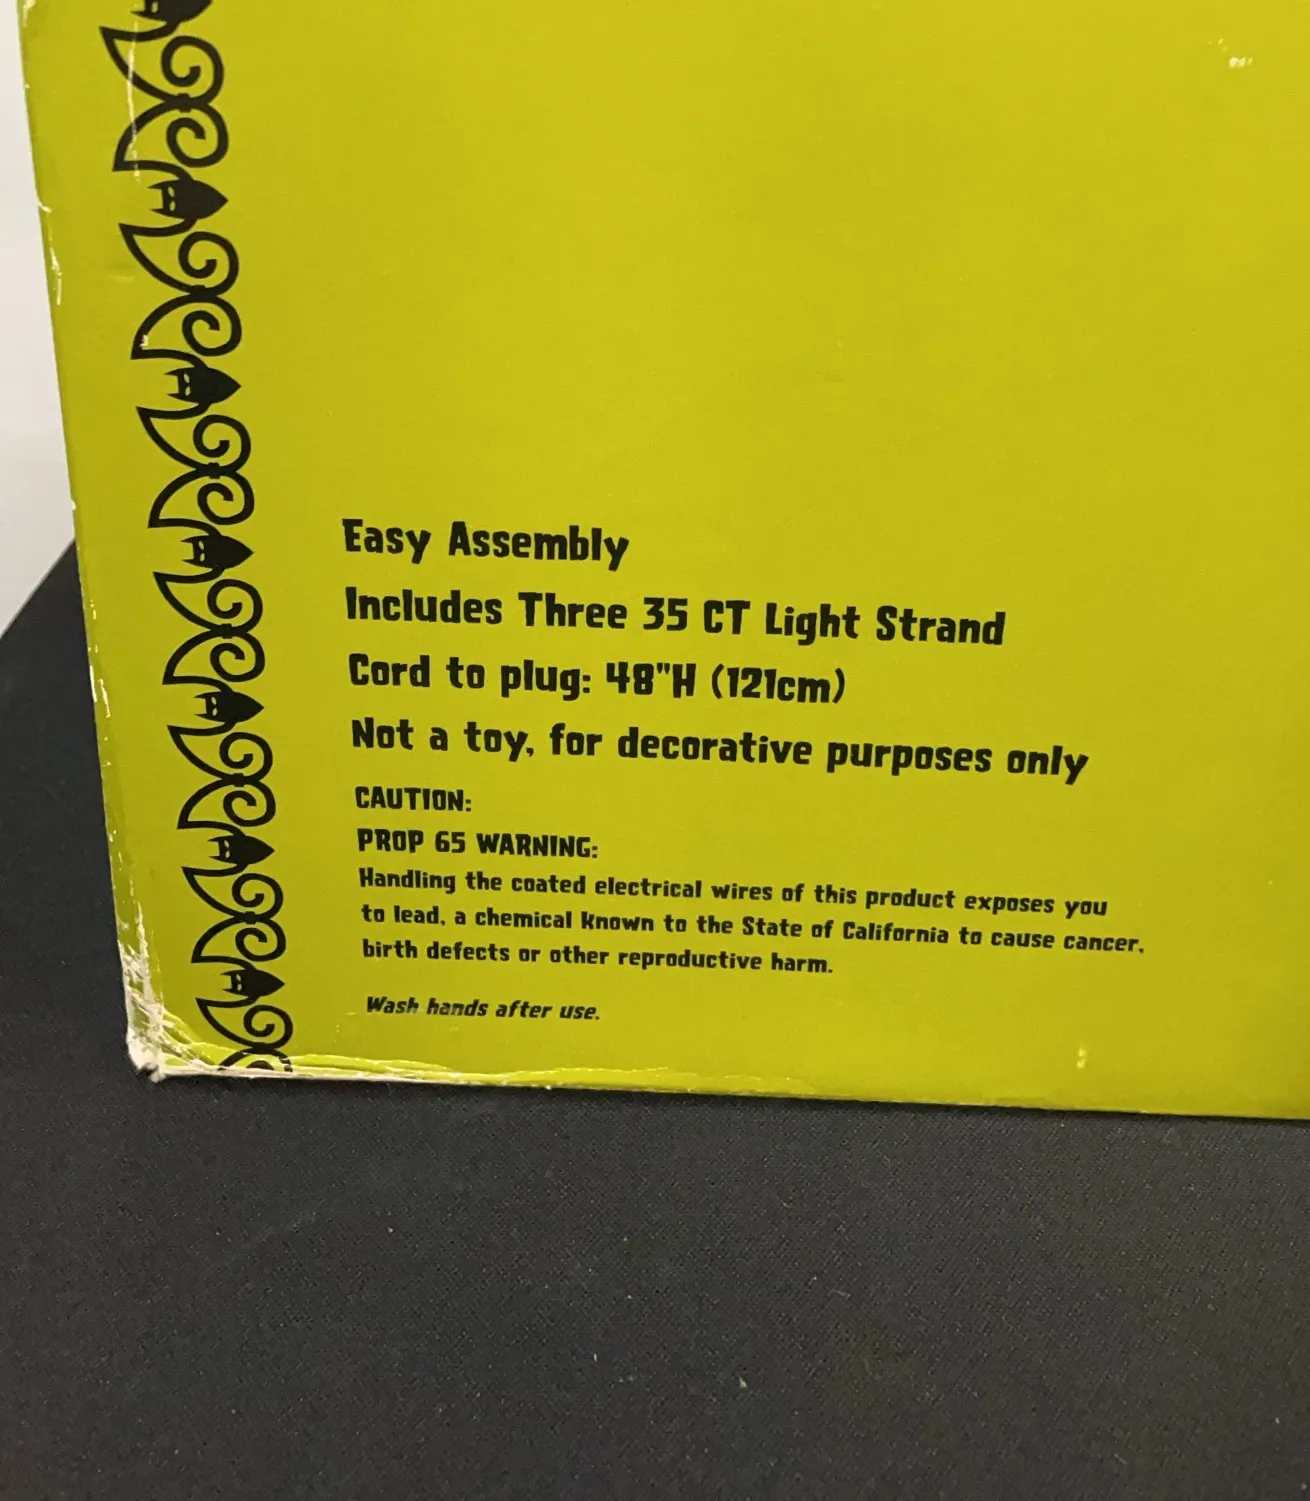 Easy Assembly
Includes Three 35 CT Light Strand
Cord to plug: 48"H (121cm)
Not a toy, for decorative purposes only
CAUTION:
PROP 65 WARNING:
Handling the coated electrical wires of this product exposes you
to lead, a chemical known to the State of California to cause cancer,
birth defects or other reproductive harm.
Wash hands after use.